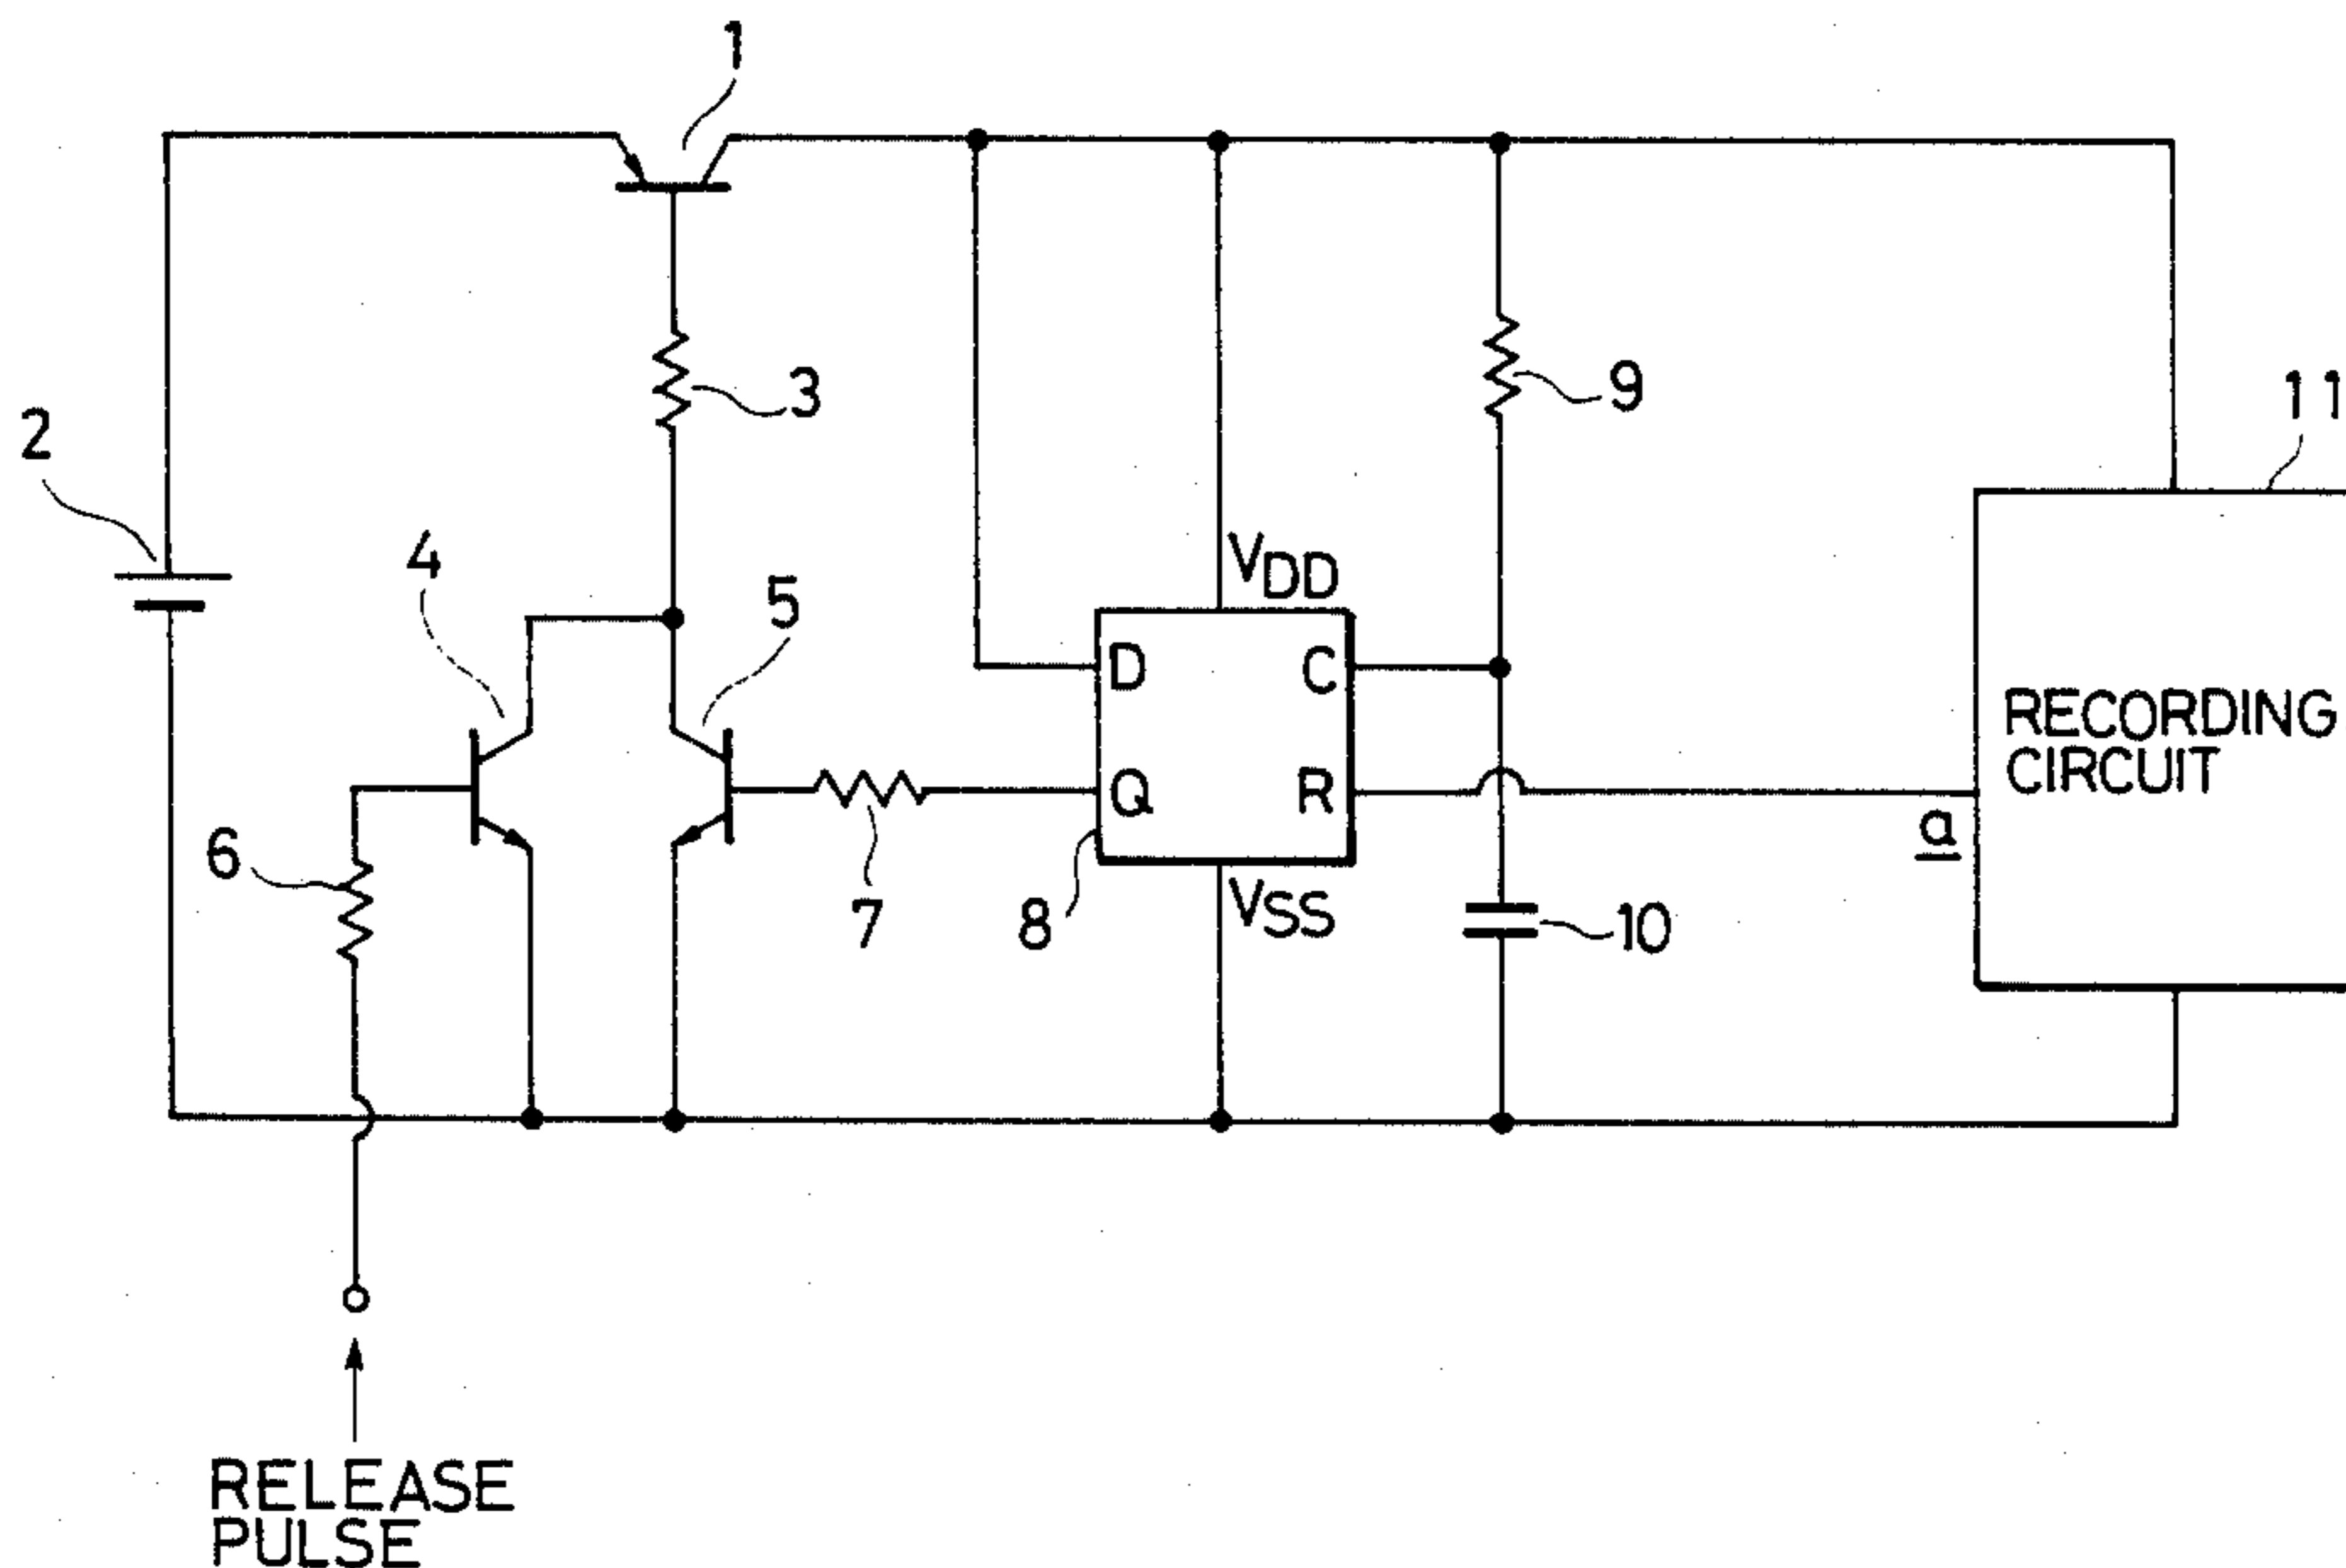 1
2
3
9
11
4
5
VDD
D
C
RECORDING
CIRCUIT
Q
R
a
6
7
8
VSS
10
RELEASE
PULSE